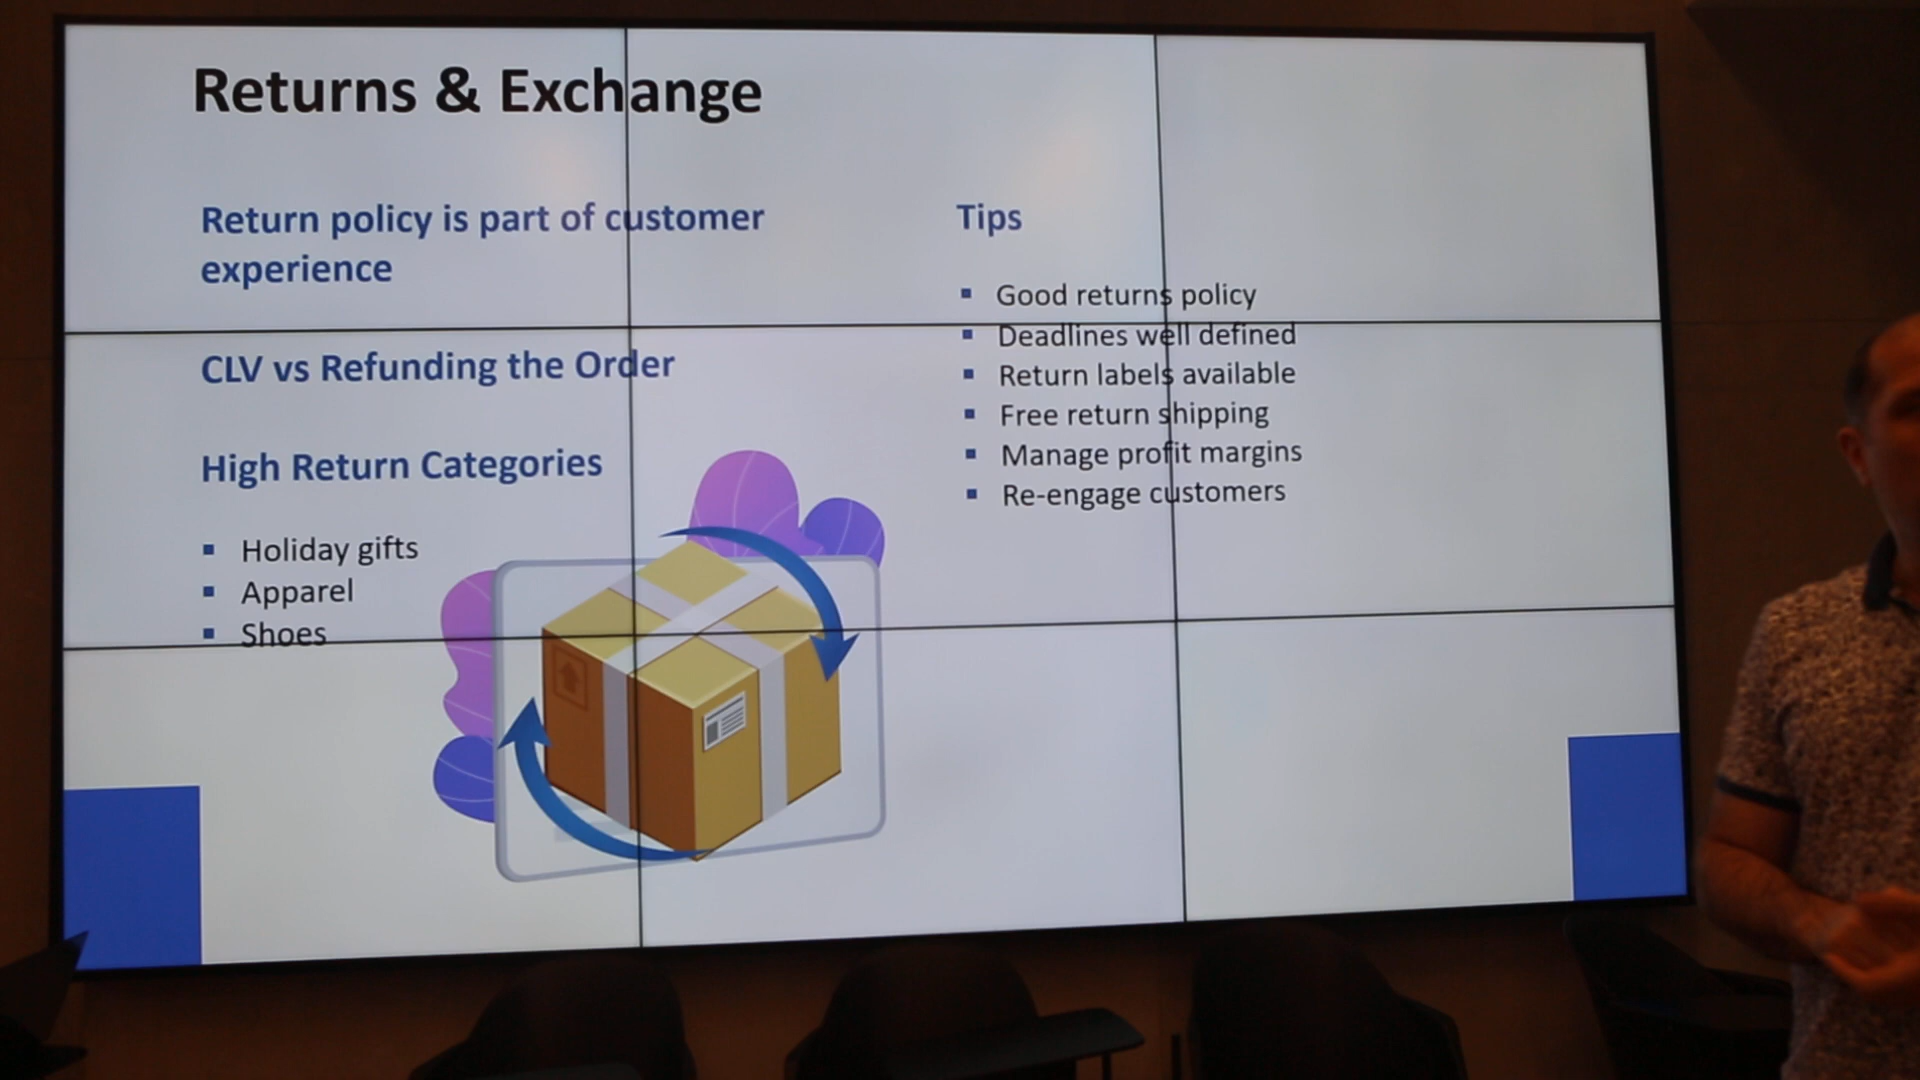 Returns & Exchange
Return policy is part of customer
experience
CLV vs Refunding the Order
High Return Categories
▪ Holiday gifts
▪ Apparel
▪ Shoes
Tips
▪ Good returns policy
▪ Deadlines well defined
▪ Return labels available
▪ Free return shipping
▪ Manage profit margins
▪ Re-engage customers